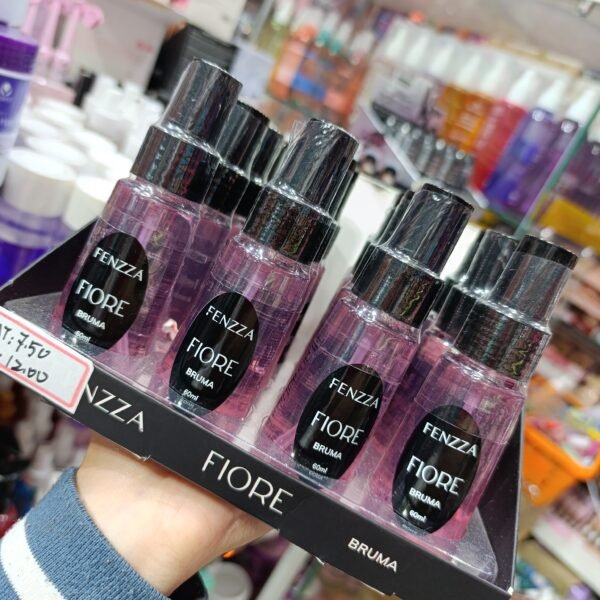 FENZZA
FIORE
BRUMA
60ml
FENZZA
FIORE
BRUMA
60ml
FENZZA
FIORE
BRUMA
60ml
FENZZA
FIORE
BRUMA
60ml
T:7.50
12.00
NZZA
FIORE
BRUMA